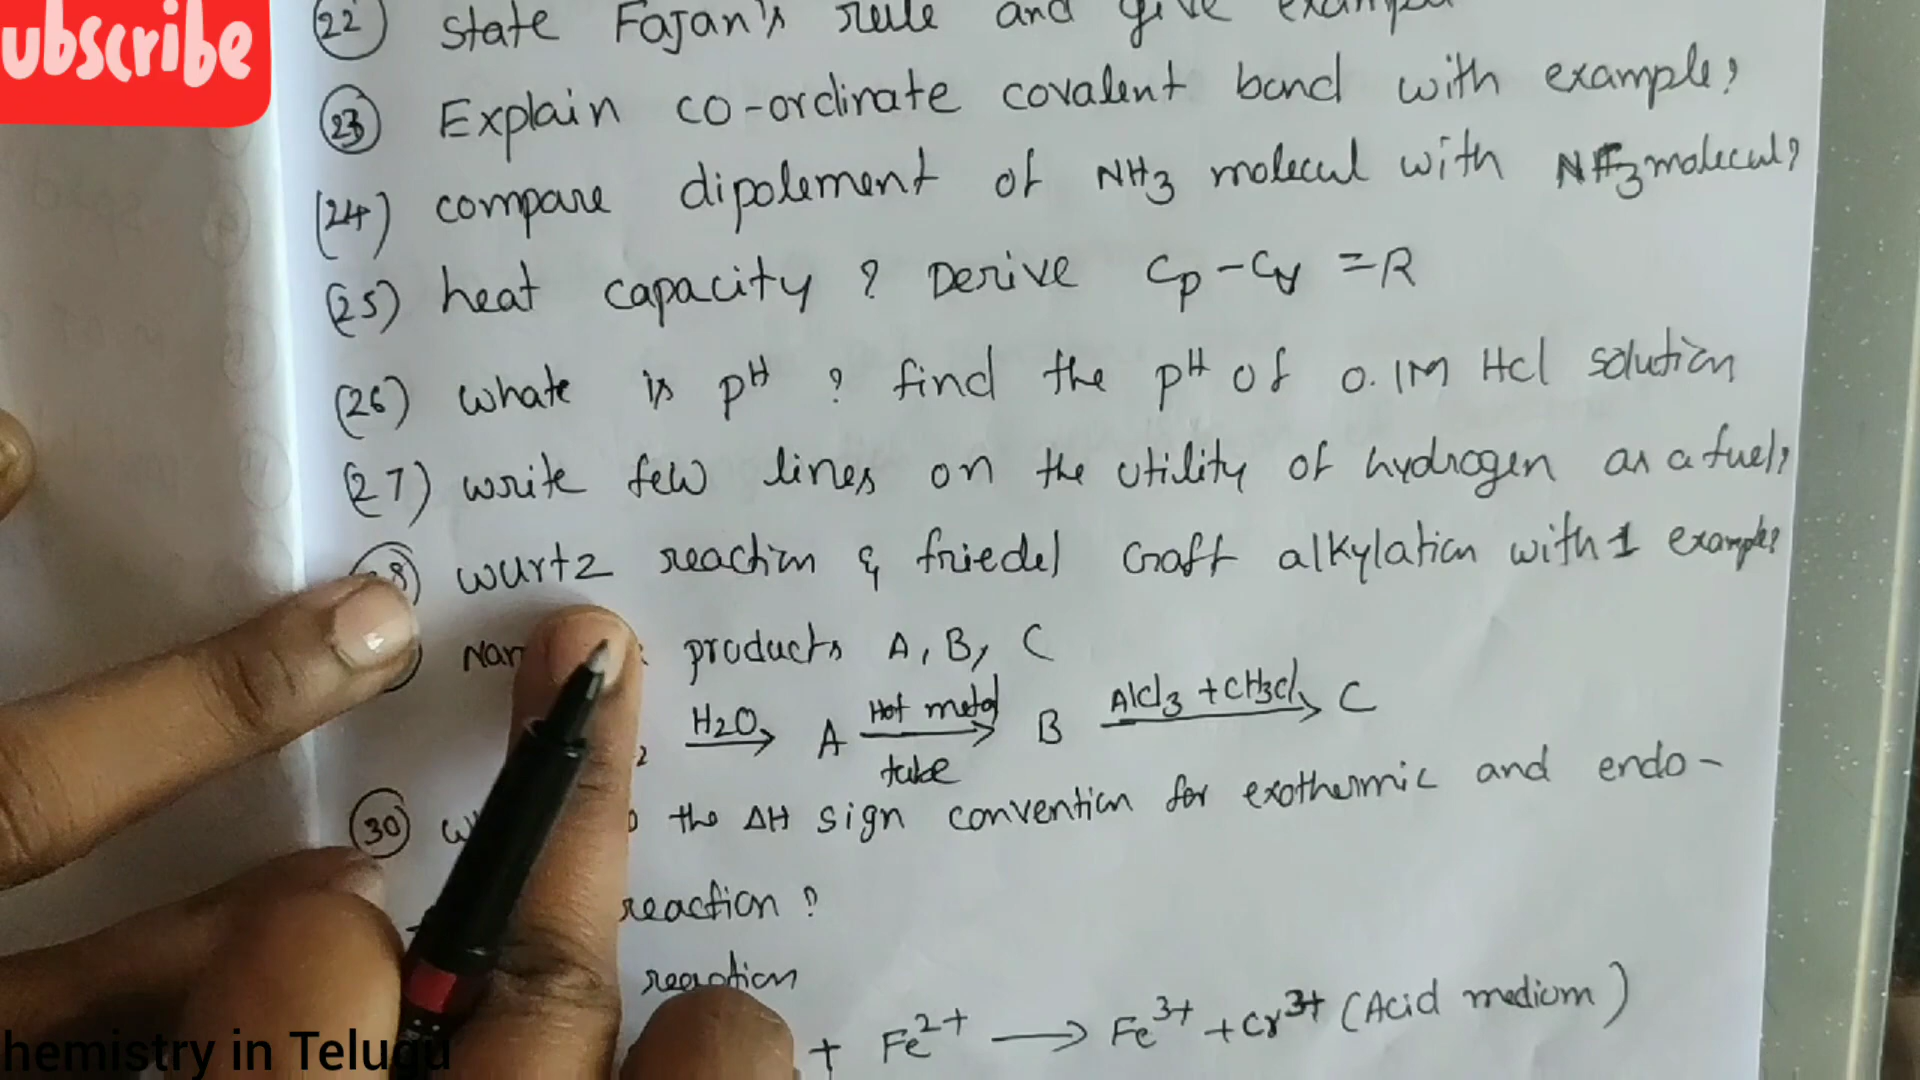 ubscribe
(22) State Fajan's rule and give
(23) Explain co-ordinate covalent bond with example?
(24) compare dipolement of NH3 molecul with NF3 molecul?
(25) heat capacity ? Derive Cp-Cv =R
(26) whate is pH ? find the pH of 0.1M Hcl solution
(27) write few lines on the utility of hydrogen as a fuel?
wurtz reaction & friedel Craft alkylation with 1 example?
products A, B, C
H2O A Hot metal B Alcl3 +CH3cl C
tube
(30) the ΔH sign convention for exothermic and endo-
reaction ?
reaction
+ Fe2+ → Fe3+ +Cr3+ (Acid medium)
hemistry in Telugu